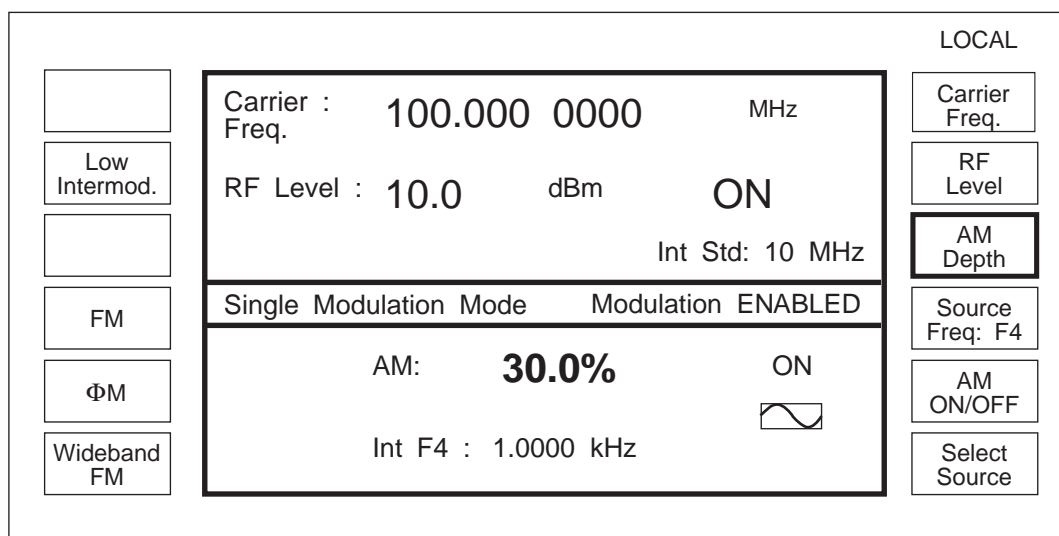 LOCAL
Low
Intermod.
FM
ΦM
Wideband
FM
Carrier :
Freq.
100.000 0000 MHz
RF Level : 10.0 dBm ON
Int Std: 10 MHz
Single Modulation Mode Modulation ENABLED
AM: 30.0% ON
Int F4 : 1.0000 kHz
Carrier
Freq.
RF
Level
AM
Depth
Source
Freq: F4
AM
ON/OFF
Select
Source